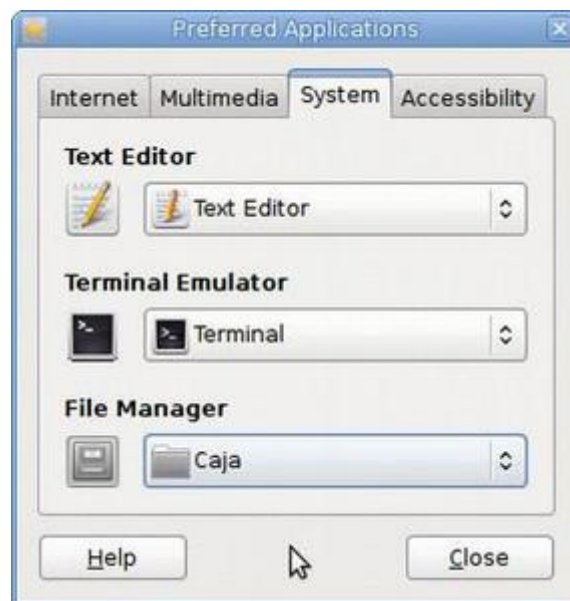 Preferred Applications
Internet Multimedia System Accessibility
Text Editor
Text Editor
Terminal Emulator
Terminal
File Manager
Caja
Help Close